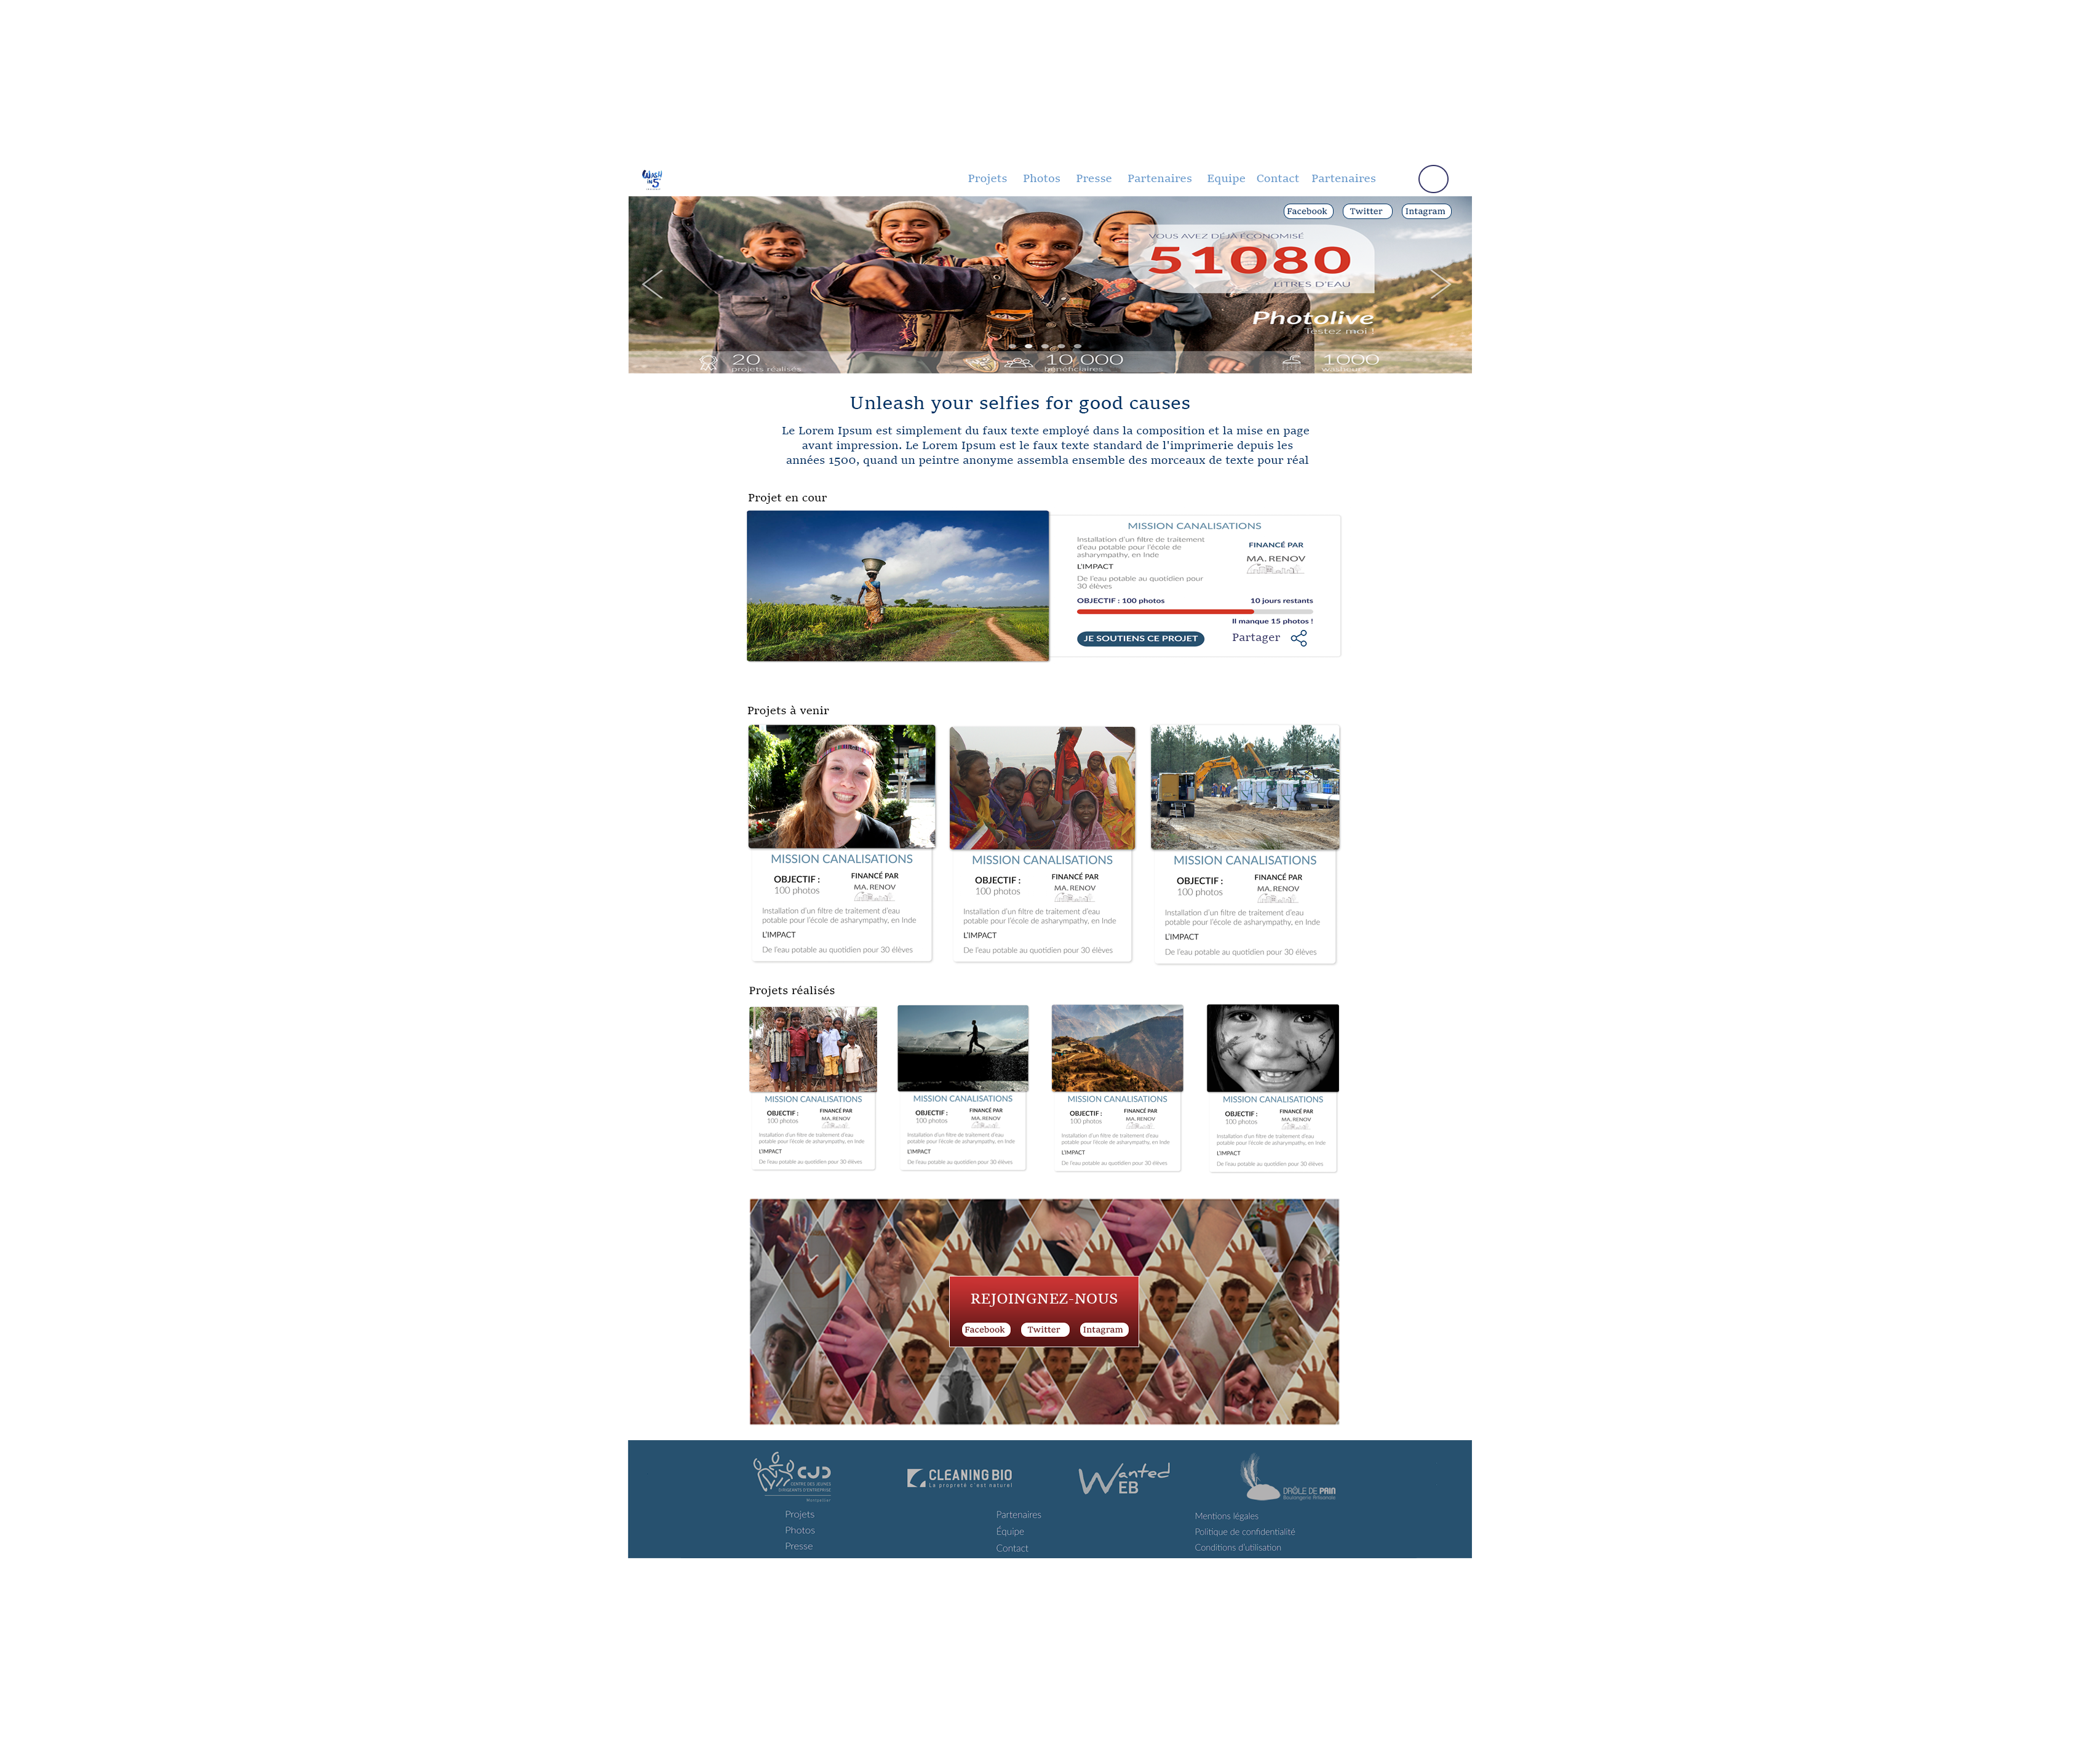 WASH
IN
5
Projets Photos Presse Partenaires Equipe Contact Partenaires
Facebook Twitter Intagram
VOUS AVEZ DÉJÀ ÉCONOMISÉ
51080
LITRES D'EAU
Photolive
Testez moi !
20
projets réalisés
10 000
bénéficiaires
1000
washeurs
Unleash your selfies for good causes
Le Lorem Ipsum est simplement du faux texte employé dans la composition et la mise en page
avant impression. Le Lorem Ipsum est le faux texte standard de l'imprimerie depuis les
années 1500, quand un peintre anonyme assembla ensemble des morceaux de texte pour réal
Projet en cour
MISSION CANALISATIONS
Installation d'un filtre de traitement
d'eau potable pour l'école de
asharympathy, en Inde
L'IMPACT
De l'eau potable au quotidien pour
30 élèves
FINANCÉ PAR
MA. RENOV
OBJECTIF : 100 photos 10 jours restants
Il manque 15 photos !
JE SOUTIENS CE PROJET Partager
Projets à venir
MISSION CANALISATIONS
OBJECTIF :
100 photos
FINANCÉ PAR
MA. RENOV
Installation d'un filtre de traitement d'eau
potable pour l'école de asharympathy, en Inde
L'IMPACT
De l'eau potable au quotidien pour 30 élèves
MISSION CANALISATIONS
OBJECTIF :
100 photos
FINANCÉ PAR
MA. RENOV
Installation d'un filtre de traitement d'eau
potable pour l'école de asharympathy, en Inde
L'IMPACT
De l'eau potable au quotidien pour 30 élèves
MISSION CANALISATIONS
OBJECTIF :
100 photos
FINANCÉ PAR
MA. RENOV
Installation d'un filtre de traitement d'eau
potable pour l'école de asharympathy, en Inde
L'IMPACT
De l'eau potable au quotidien pour 30 élèves
Projets réalisés
MISSION CANALISATIONS
OBJECTIF :
100 photos
FINANCÉ PAR
MA. RENOV
Installation d'un filtre de traitement d'eau
potable pour l'école de asharympathy, en Inde
L'IMPACT
De l'eau potable au quotidien pour 30 élèves
MISSION CANALISATIONS
OBJECTIF :
100 photos
FINANCÉ PAR
MA. RENOV
Installation d'un filtre de traitement d'eau
potable pour l'école de asharympathy, en Inde
L'IMPACT
De l'eau potable au quotidien pour 30 élèves
MISSION CANALISATIONS
OBJECTIF :
100 photos
FINANCÉ PAR
MA. RENOV
Installation d'un filtre de traitement d'eau
potable pour l'école de asharympathy, en Inde
L'IMPACT
De l'eau potable au quotidien pour 30 élèves
MISSION CANALISATIONS
OBJECTIF :
100 photos
FINANCÉ PAR
MA. RENOV
Installation d'un filtre de traitement d'eau
potable pour l'école de asharympathy, en Inde
L'IMPACT
De l'eau potable au quotidien pour 30 élèves
REJOINGNEZ-NOUS
Facebook Twitter Intagram
CJD
CENTRE DES JEUNES
DIRIGEANTS D'ENTREPRISE
Montpellier
CLEANING BIO
La propreté c'est naturel
Wanted
WEB
DRÔLE DE PAIN
Boulangerie Artisanale
Projets
Photos
Presse
Partenaires
Équipe
Contact
Mentions légales
Politique de confidentialité
Conditions d'utilisation